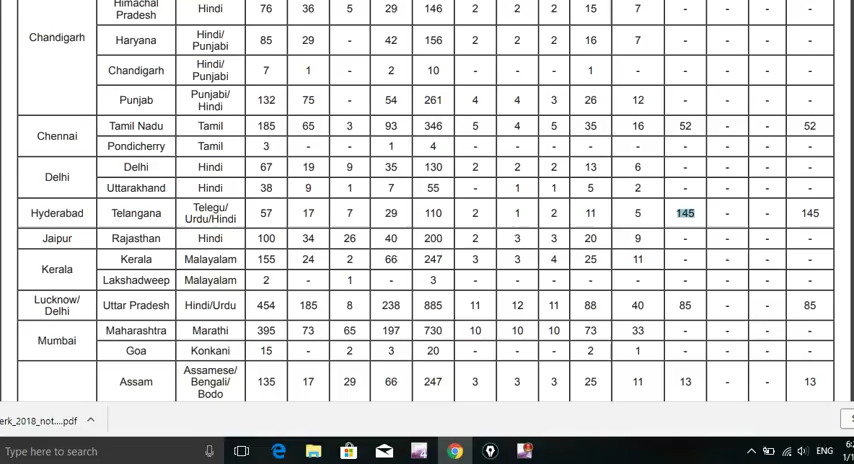 Himachal Pradesh Hindi 76 36 5 29 146 2 2 2 15 7 - - - -
Chandigarh Haryana Hindi/ Punjabi 85 29 - 42 156 2 2 2 16 7 - - - -
Chandigarh Hindi/ Punjabi 7 1 - 2 10 - - - 1 - - - -
Punjab Punjabi/ Hindi 132 75 - 54 261 4 4 3 26 12 - - - -
Chennai Tamil Nadu Tamil 185 65 3 93 346 5 4 5 35 16 52 - - 52
Pondicherry Tamil 3 - - 1 4 - - - - - - - - -
Delhi Delhi Hindi 67 19 9 35 130 2 2 2 13 6 - - - -
Uttarakhand Hindi 38 9 1 7 55 - 1 1 5 2 - - - -
Hyderabad Telangana Telegu/ Urdu/Hindi 57 17 7 29 110 2 1 2 11 5 145 - - 145
Jaipur Rajasthan Hindi 100 34 26 40 200 2 3 3 20 9 - - - -
Kerala Kerala Malayalam 155 24 2 66 247 3 3 4 25 11 - - - -
Lakshadweep Malayalam 2 - 1 - 3 - - - - - - - - -
Lucknow/ Delhi Uttar Pradesh Hindi/Urdu 454 185 8 238 885 11 12 11 88 40 85 - - 85
Mumbai Maharashtra Marathi 395 73 65 197 730 10 10 10 73 33 - - - -
Goa Konkani 15 - 2 3 20 - - - 2 1 - - - -
Assam Assamese/ Bengali/ Bodo 135 17 29 66 247 3 3 3 25 11 13 - - 13
erk_2018_not....pdf
Type here to search ENG